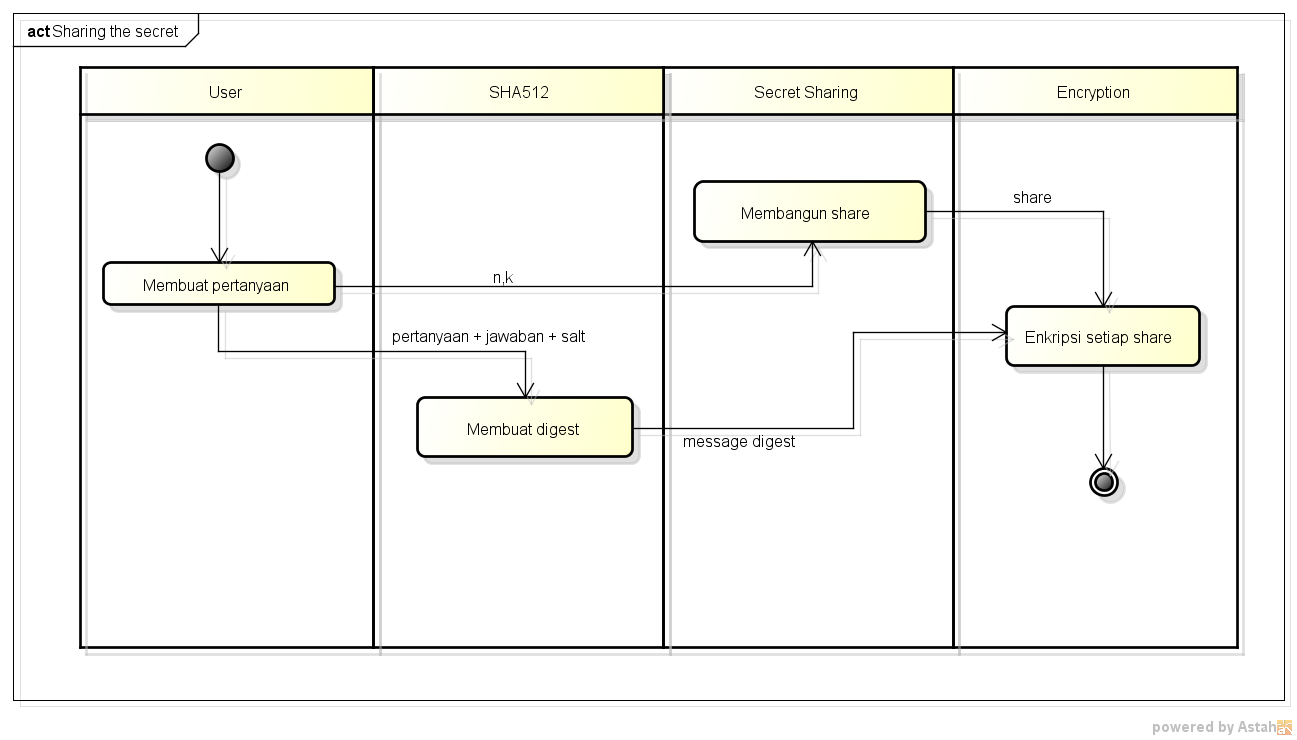 act Sharing the secret
User
SHA512
Secret Sharing
Encryption
Membangun share
share
Membuat pertanyaan
n,k
pertanyaan + jawaban + salt
Enkripsi setiap share
Membuat digest
message digest
powered by Astah